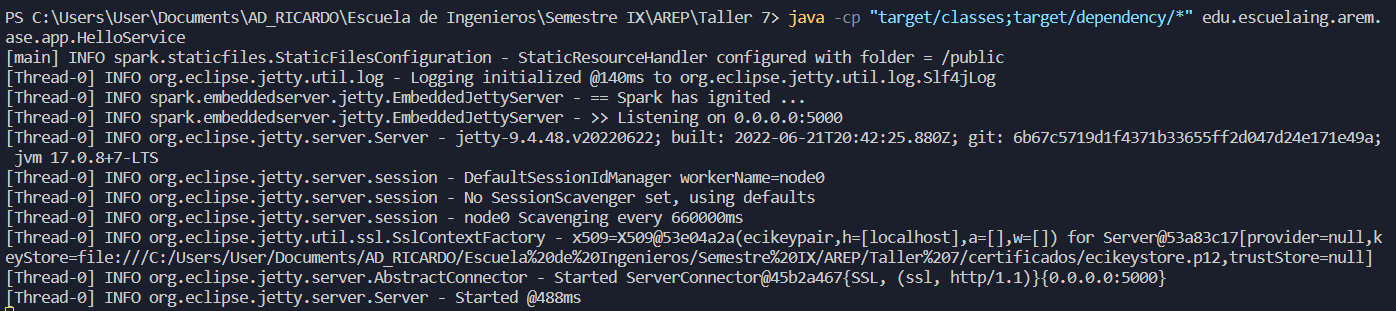 PS C:\Users\User\Documents\AD_RICARDO\Escuela de Ingenieros\Semestre IX\AREP\Taller 7> java -cp "target/classes;target/dependency/*" edu.escuelaing.arem.
ase.app.HelloService
[main] INFO spark.staticfiles.StaticFilesConfiguration - StaticResourceHandler configured with folder = /public
[Thread-0] INFO org.eclipse.jetty.util.log - Logging initialized @140ms to org.eclipse.jetty.util.log.Slf4jLog
[Thread-0] INFO spark.embeddedserver.jetty.EmbeddedJettyServer - == Spark has ignited ...
[Thread-0] INFO spark.embeddedserver.jetty.EmbeddedJettyServer - >> Listening on 0.0.0.0:5000
[Thread-0] INFO org.eclipse.jetty.server.Server - jetty-9.4.48.v20220622; built: 2022-06-21T20:42:25.880Z; git: 6b67c5719d1f4371b33655ff2d047d24e171e49a;
 jvm 17.0.8+7-LTS
[Thread-0] INFO org.eclipse.jetty.server.session - DefaultSessionIdManager workerName=node0
[Thread-0] INFO org.eclipse.jetty.server.session - No SessionScavenger set, using defaults
[Thread-0] INFO org.eclipse.jetty.server.session - node0 Scavenging every 660000ms
[Thread-0] INFO org.eclipse.jetty.util.ssl.SslContextFactory - x509=X509@53e04a2a(ecikeypair,h=[localhost],a=[],w=[]) for Server@53a83c17[provider=null,k
eyStore=file:///C:/Users/User/Documents/AD_RICARDO/Escuela%20de%20Ingenieros/Semestre%20IX/AREP/Taller%207/certificados/ecikeystore.p12,trustStore=null]
[Thread-0] INFO org.eclipse.jetty.server.AbstractConnector - Started ServerConnector@45b2a467{SSL, (ssl, http/1.1)}{0.0.0.0:5000}
[Thread-0] INFO org.eclipse.jetty.server.Server - Started @488ms